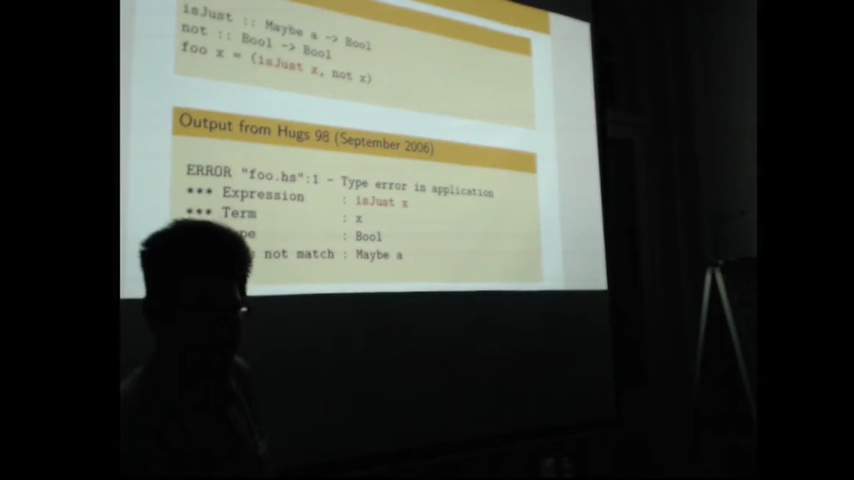 isJust :: Maybe a -> Bool
not :: Bool -> Bool
foo x = (isJust x, not x)
Output from Hugs 98 (September 2006)
ERROR "foo.hs":1 - Type error in application
*** Expression : isJust x
*** Term : x
pe : Bool
not match : Maybe a